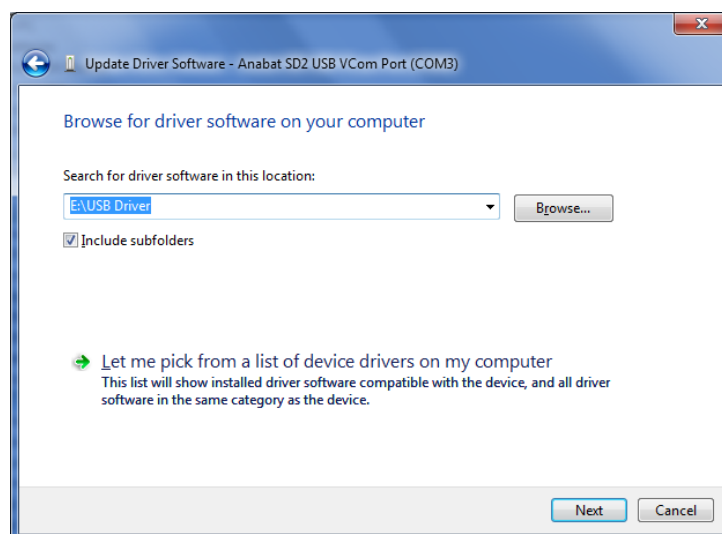 Update Driver Software - Anabat SD2 USB VCom Port (COM3)
Browse for driver software on your computer
Search for driver software in this location:
E:\USB Driver
Browse...
Include subfolders
Let me pick from a list of device drivers on my computer
This list will show installed driver software compatible with the device, and all driver
software in the same category as the device.
Next
Cancel